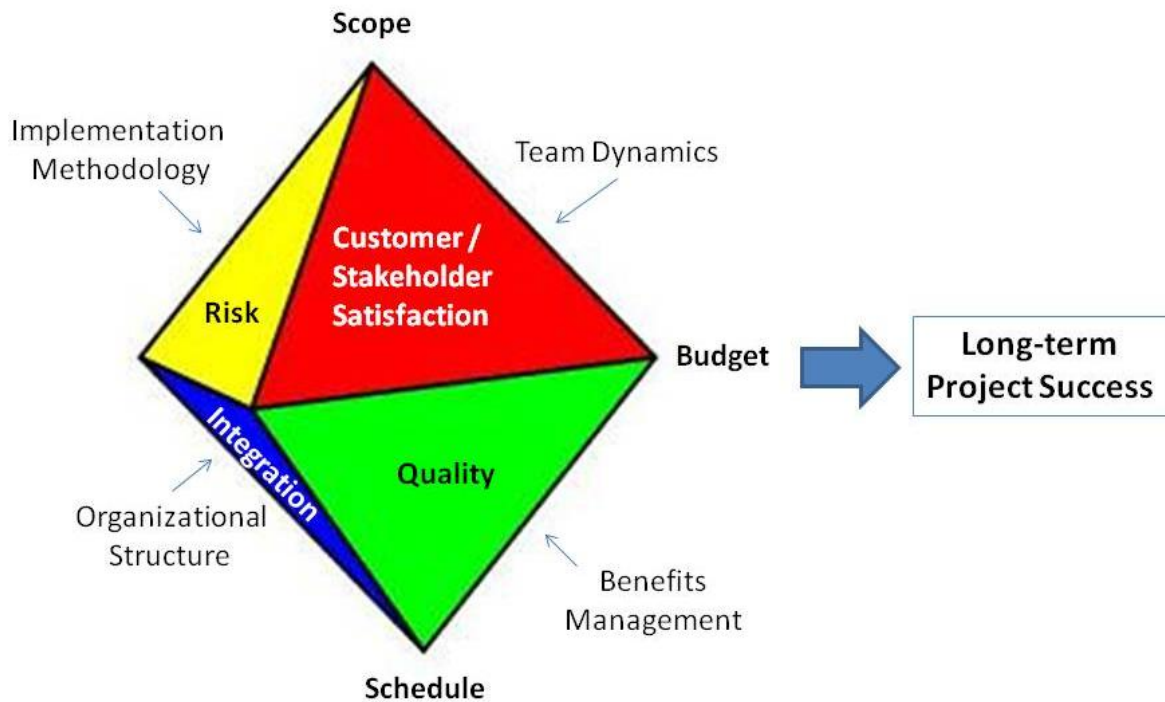 Scope
Implementation
Methodology
Team Dynamics
Customer /
Stakeholder
Satisfaction
Risk
Budget
Long-term
Project Success
Integration
Quality
Organizational
Structure
Benefits
Management
Schedule